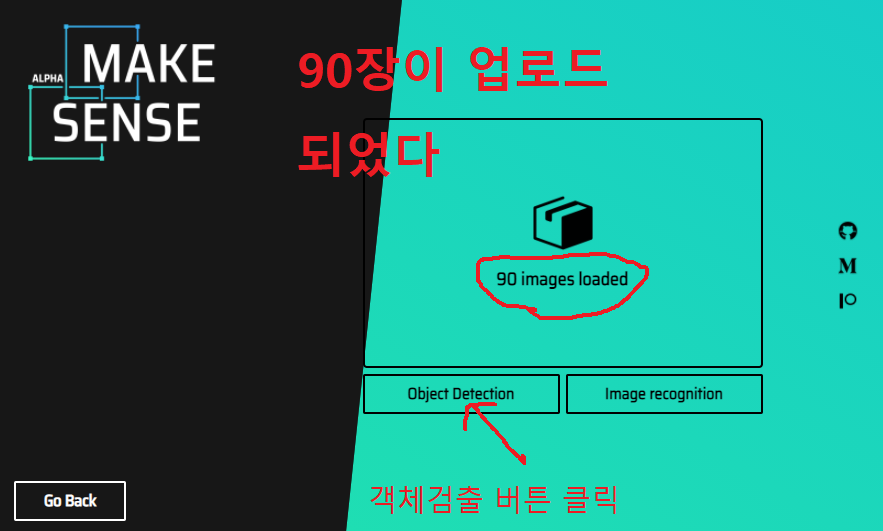 ALPHA MAKE
SENSE
90장이 업로드
되었다
90 images loaded
M
Object Detection
Image recognition
객체검출 버튼 클릭
Go Back